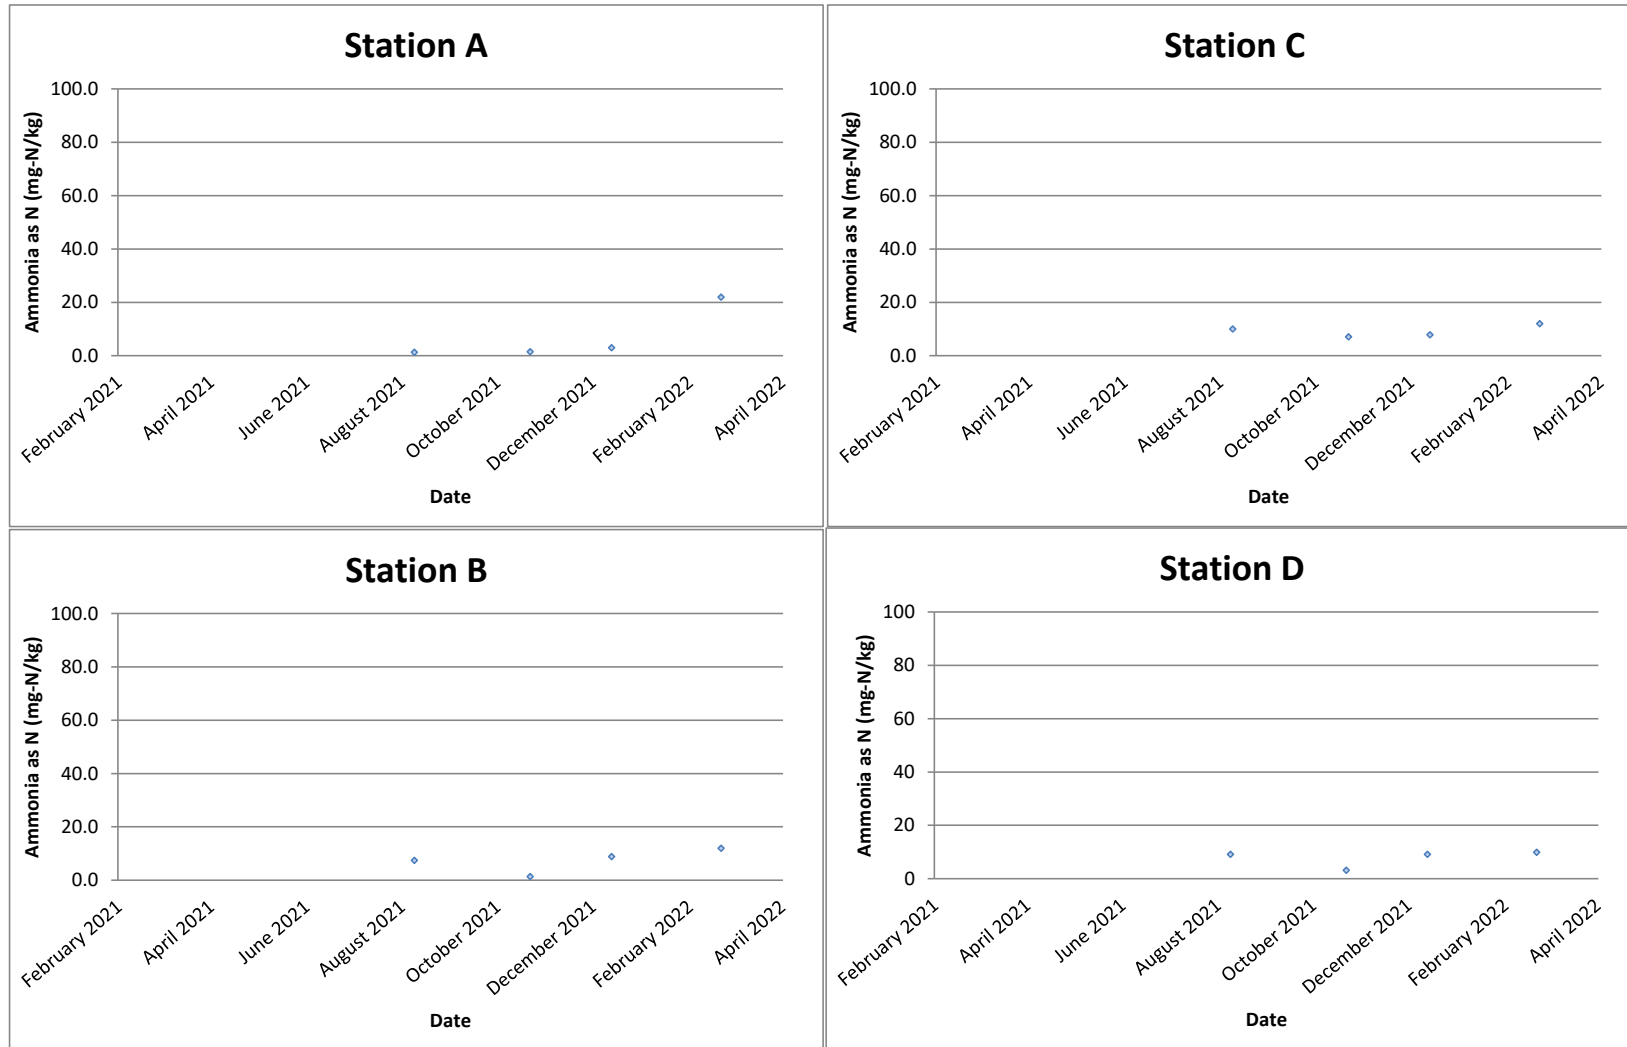 Station A
Ammonia as N (mg-N/kg)
100.0
80.0
60.0
40.0
20.0
0.0
February 2021
April 2021
June 2021
August 2021
October 2021
December 2021
February 2022
April 2022
Date
Station C
Ammonia as N (mg-N/kg)
100.0
80.0
60.0
40.0
20.0
0.0
February 2021
April 2021
June 2021
August 2021
October 2021
December 2021
February 2022
April 2022
Date
Station B
Ammonia as N (mg-N/kg)
100.0
80.0
60.0
40.0
20.0
0.0
February 2021
April 2021
June 2021
August 2021
October 2021
December 2021
February 2022
April 2022
Date
Station D
Ammonia as N (mg-N/kg)
100
80
60
40
20
0
February 2021
April 2021
June 2021
August 2021
October 2021
December 2021
February 2022
April 2022
Date